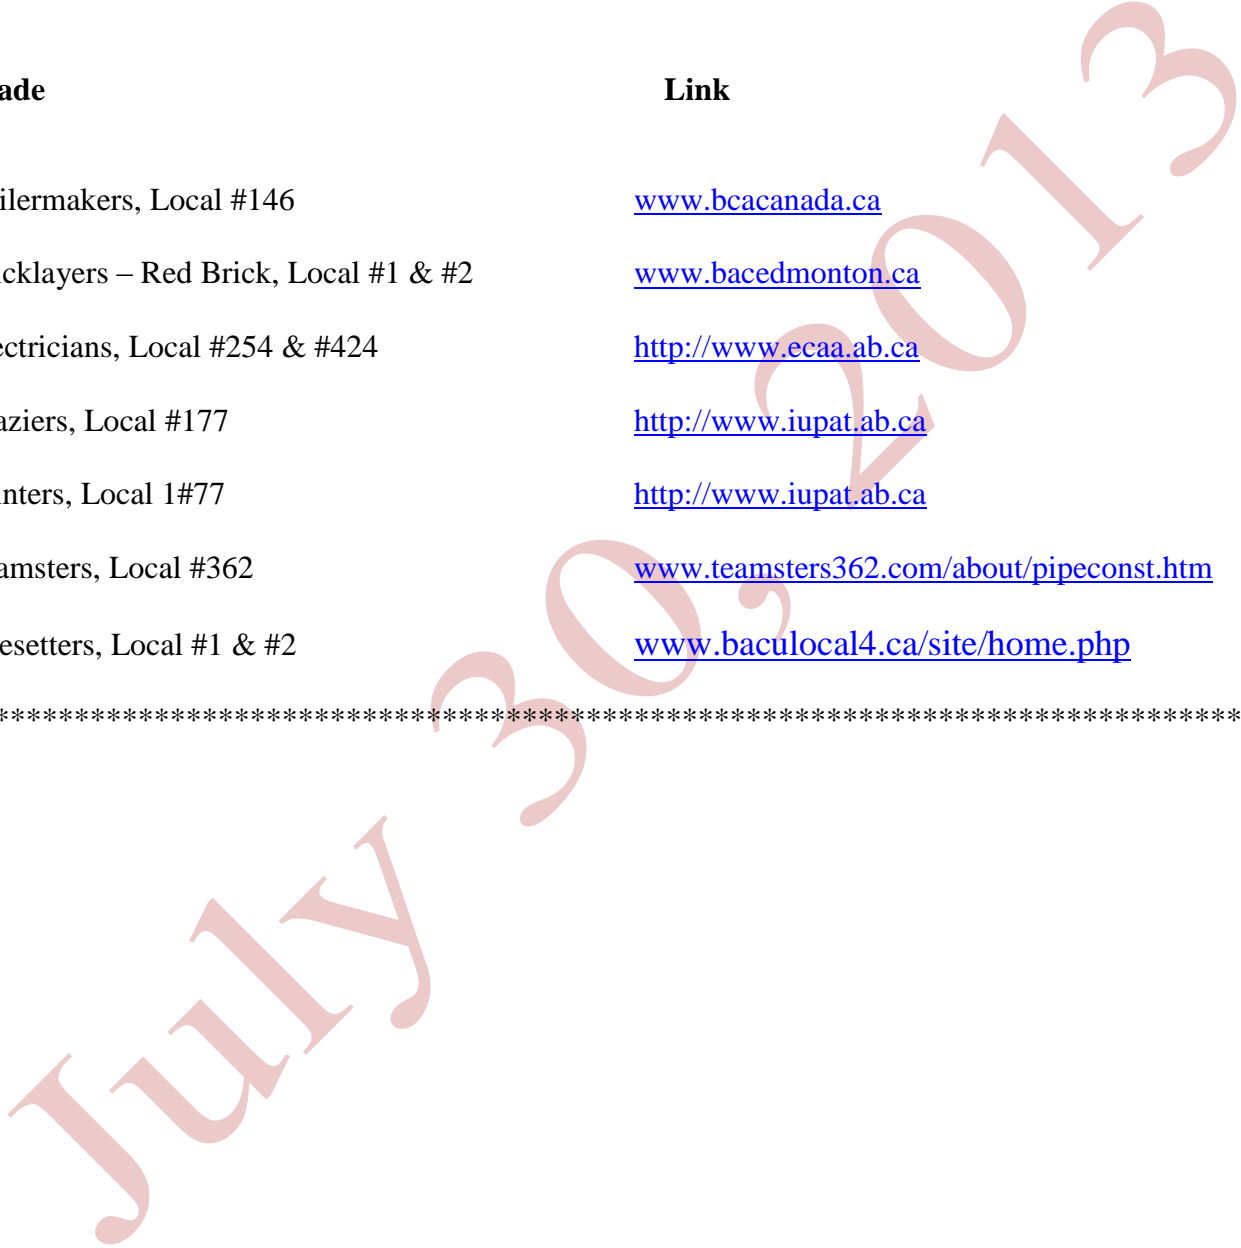 ade Link
ilermakers, Local #146 www.bcacanada.ca
icklayers – Red Brick, Local #1 & #2 www.bacedmonton.ca
ectricians, Local #254 & #424 http://www.ecaa.ab.ca
aziers, Local #177 http://www.iupat.ab.ca
inters, Local 1#77 http://www.iupat.ab.ca
amsters, Local #362 www.teamsters362.com/about/pipeconst.htm
esetters, Local #1 & #2 www.baculocal4.ca/site/home.php
*******************************************************************************
July 30, 2013